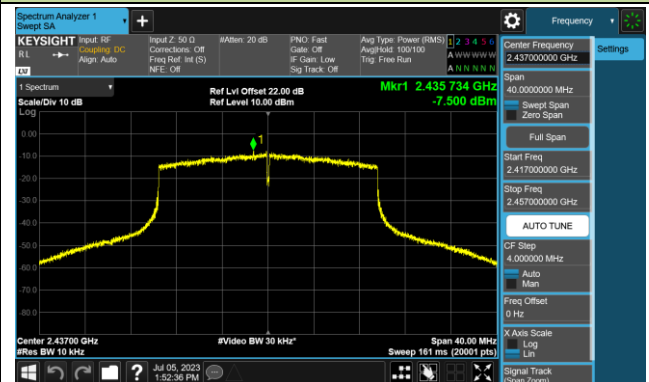 Spectrum Analyzer 1
Swept SA
+
Frequency
KEYSIGHT
RL
Input: RF
Coupling: DC
Align: Auto
Input Z: 50 Ω
Corrections: Off
Freq Ref: Int (S)
NFE: Off
#Atten: 20 dB
PNO: Fast
Gate: Off
IF Gain: Low
Sig Track: Off
Avg Type: Power (RMS)
Avg|Hold: 100/100
Trig: Free Run
1 2 3 4 5 6
A W W W W W
A N N N N N
LXI
1 Spectrum
Scale/Div 10 dB
Log
Ref Lvl Offset 22.00 dB
Ref Level 10.00 dBm
Mkr1 2.435 734 GHz
-7.500 dBm
1
0.00
-10.0
-20.0
-30.0
-40.0
-50.0
-60.0
-70.0
-80.0
Center 2.43700 GHz
#Res BW 10 kHz
#Video BW 30 kHz*
Span 40.00 MHz
Sweep 161 ms (20001 pts)
?
Jul 05, 2023
1:52:36 PM
Center Frequency
2.437000000 GHz
Settings
Span
40.0000000 MHz
Swept Span
Zero Span
Full Span
Start Freq
2.417000000 GHz
Stop Freq
2.457000000 GHz
AUTO TUNE
CF Step
4.000000 MHz
Auto
Man
Freq Offset
0 Hz
X Axis Scale
Log
Lin
Signal Track
(Span Zoom)